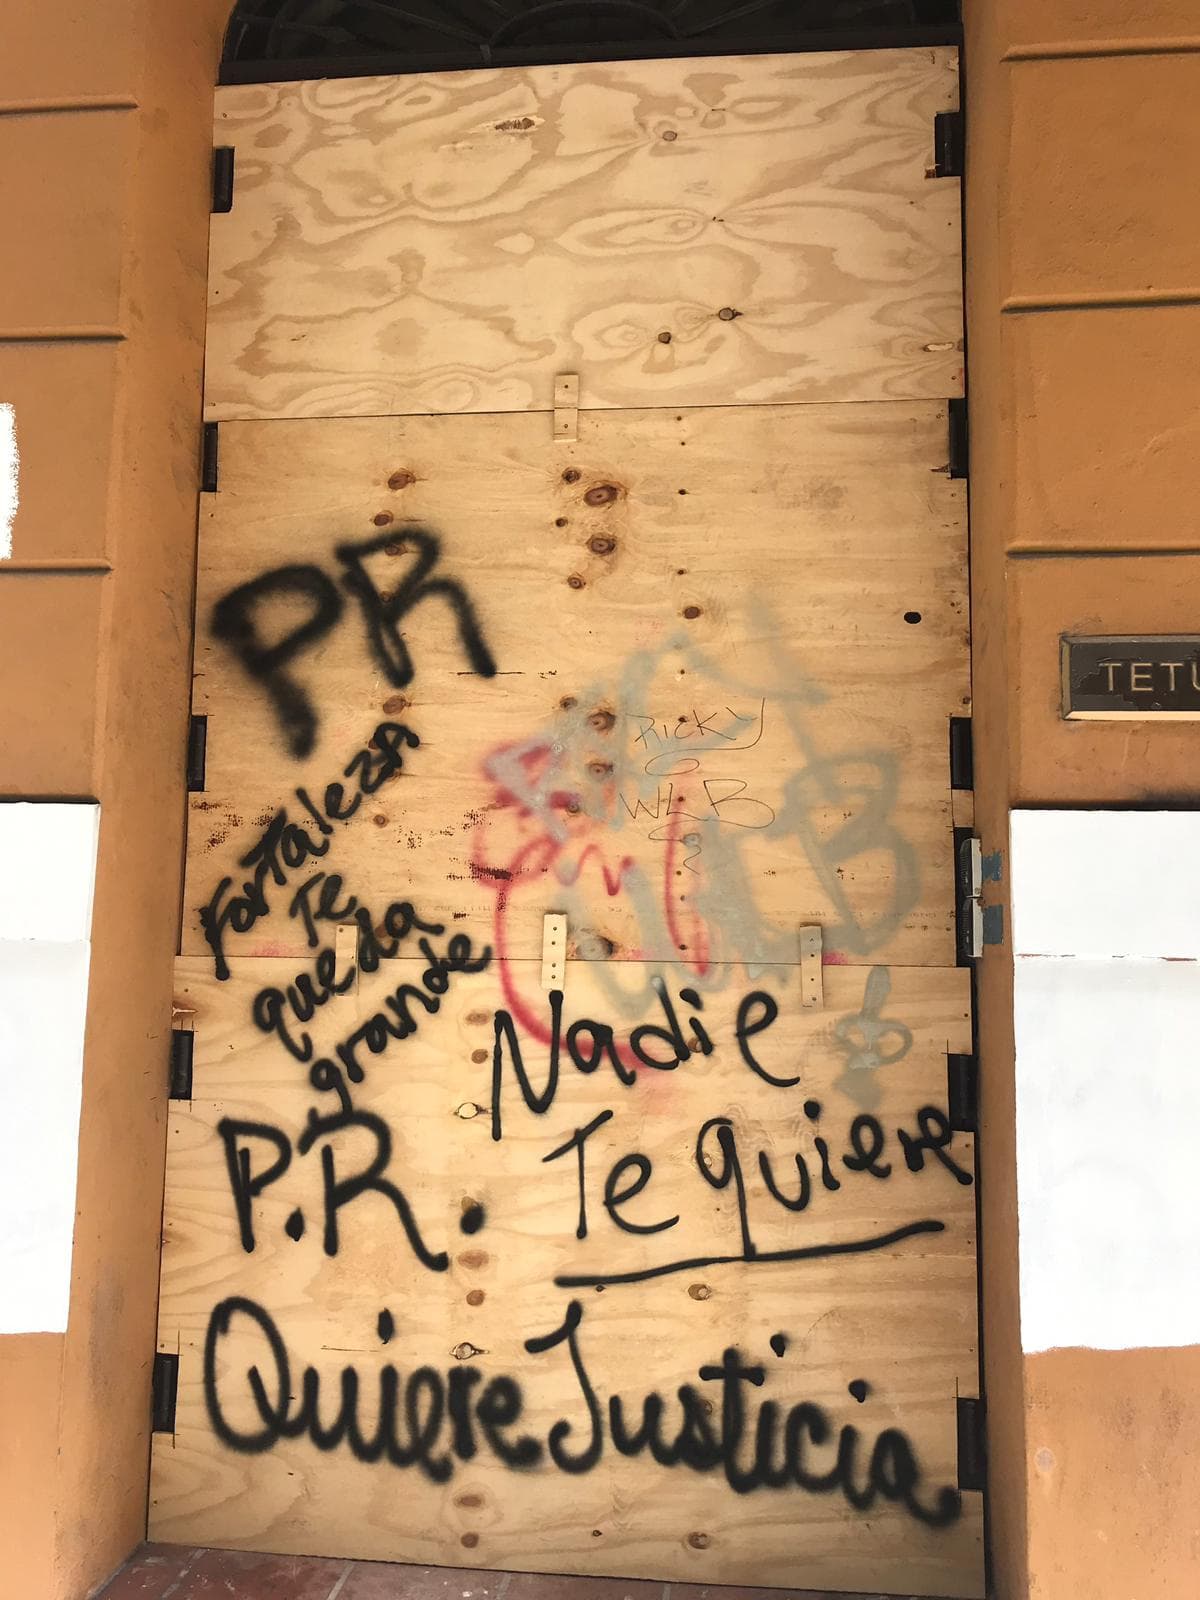 PR
Fortaleza
Te
queda
grande
RICKY
WLB
Nadie
Te quiere
P.R.
Quiere Justicia
TETU